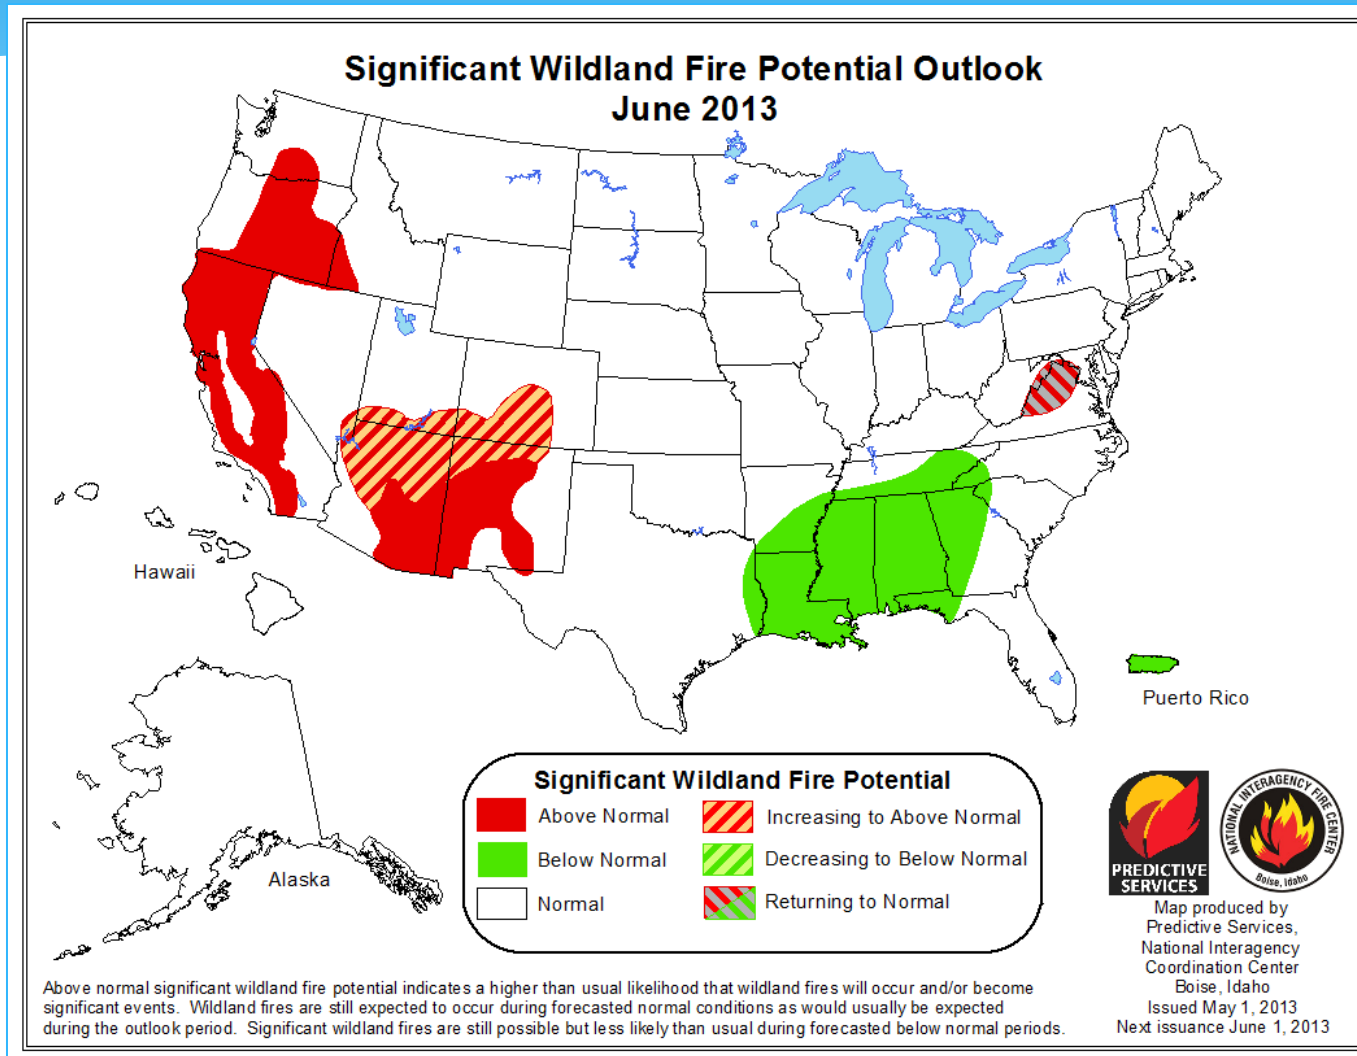 Significant Wildland Fire Potential Outlook
June 2013
Hawaii
Puerto Rico
Alaska
Significant Wildland Fire Potential
Above Normal
Increasing to Above Normal
Below Normal
Decreasing to Below Normal
Normal
Returning to Normal
PREDICTIVE
SERVICES
NATIONAL INTERAGENCY FIRE CENTER
Boise, Idaho
Map produced by
Predictive Services,
National Interagency
Coordination Center
Boise, Idaho
Issued May 1, 2013
Next issuance June 1, 2013
Above normal significant wildland fire potential indicates a higher than usual likelihood that wildland fires will occur and/or become
significant events.  Wildland fires are still expected to occur during forecasted normal conditions as would usually be expected
during the outlook period.  Significant wildland fires are still possible but less likely than usual during forecasted below normal periods.